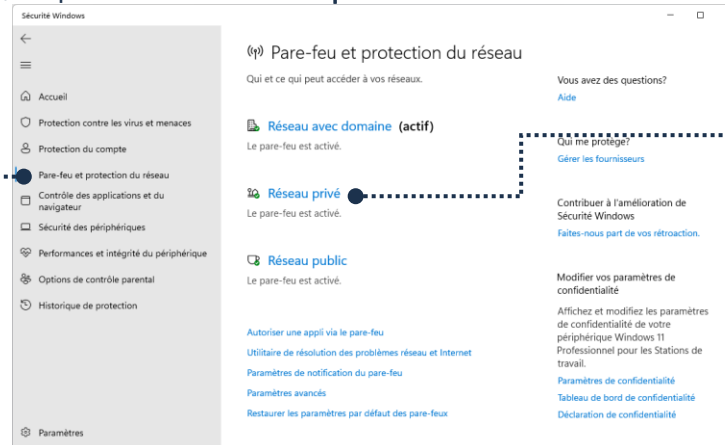 Sécurité Windows
Accueil
Protection contre les virus et menaces
Protection du compte
Pare-feu et protection du réseau
Contrôle des applications et du
navigateur
Sécurité des périphériques
Performances et intégrité du périphérique
Options de contrôle parental
Historique de protection
Paramètres
Pare-feu et protection du réseau
Qui et ce qui peut accéder à vos réseaux.
Réseau avec domaine (actif)
Le pare-feu est activé.
Réseau privé
Le pare-feu est activé.
Réseau public
Le pare-feu est activé.
Autoriser une appli via le pare-feu
Utilitaire de résolution des problèmes réseau et Internet
Paramètres de notification du pare-feu
Paramètres avancés
Restaurer les paramètres par défaut des pare-feux
Vous avez des questions?
Aide
Qui me protège?
Gérer les fournisseurs
Contribuer à l'amélioration de
Sécurité Windows
Faites-nous part de vos rétroaction.
Modifier vos paramètres de
confidentialité
Affichez et modifiez les paramètres
de confidentialité de votre
périphérique Windows 11
Professionnel pour les Stations de
travail.
Paramètres de confidentialité
Tableau de bord de confidentialité
Déclaration de confidentialité